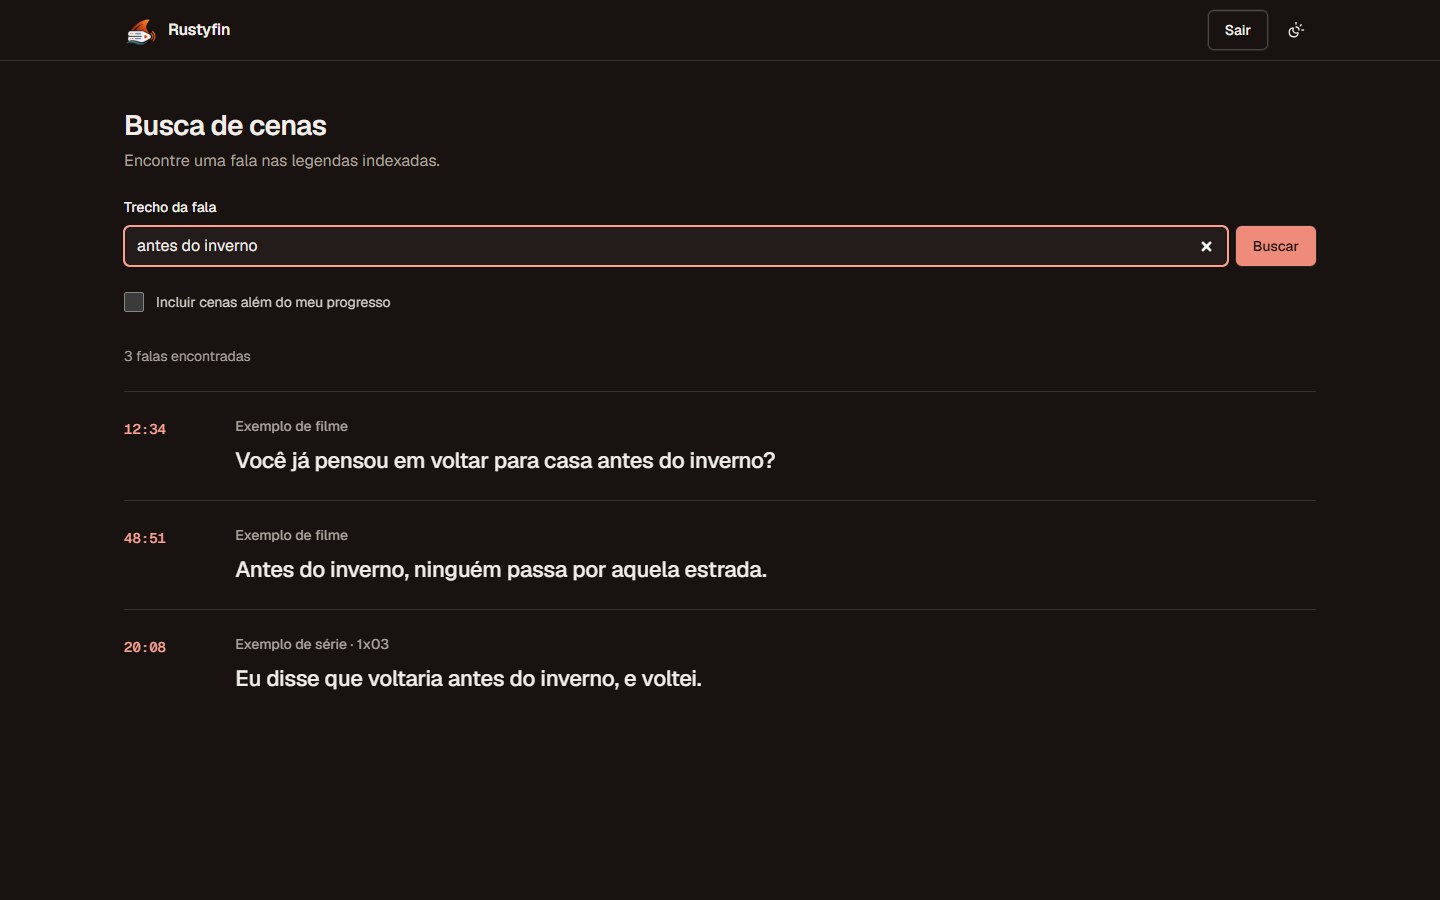 Rustyfin
Sair
Busca de cenas
Encontre uma fala nas legendas indexadas.
Trecho da fala
antes do inverno
Buscar
Incluir cenas além do meu progresso
3 falas encontradas
12:34
Exemplo de filme
Você já pensou em voltar para casa antes do inverno?
48:51
Exemplo de filme
Antes do inverno, ninguém passa por aquela estrada.
20:08
Exemplo de série · 1x03
Eu disse que voltaria antes do inverno, e voltei.